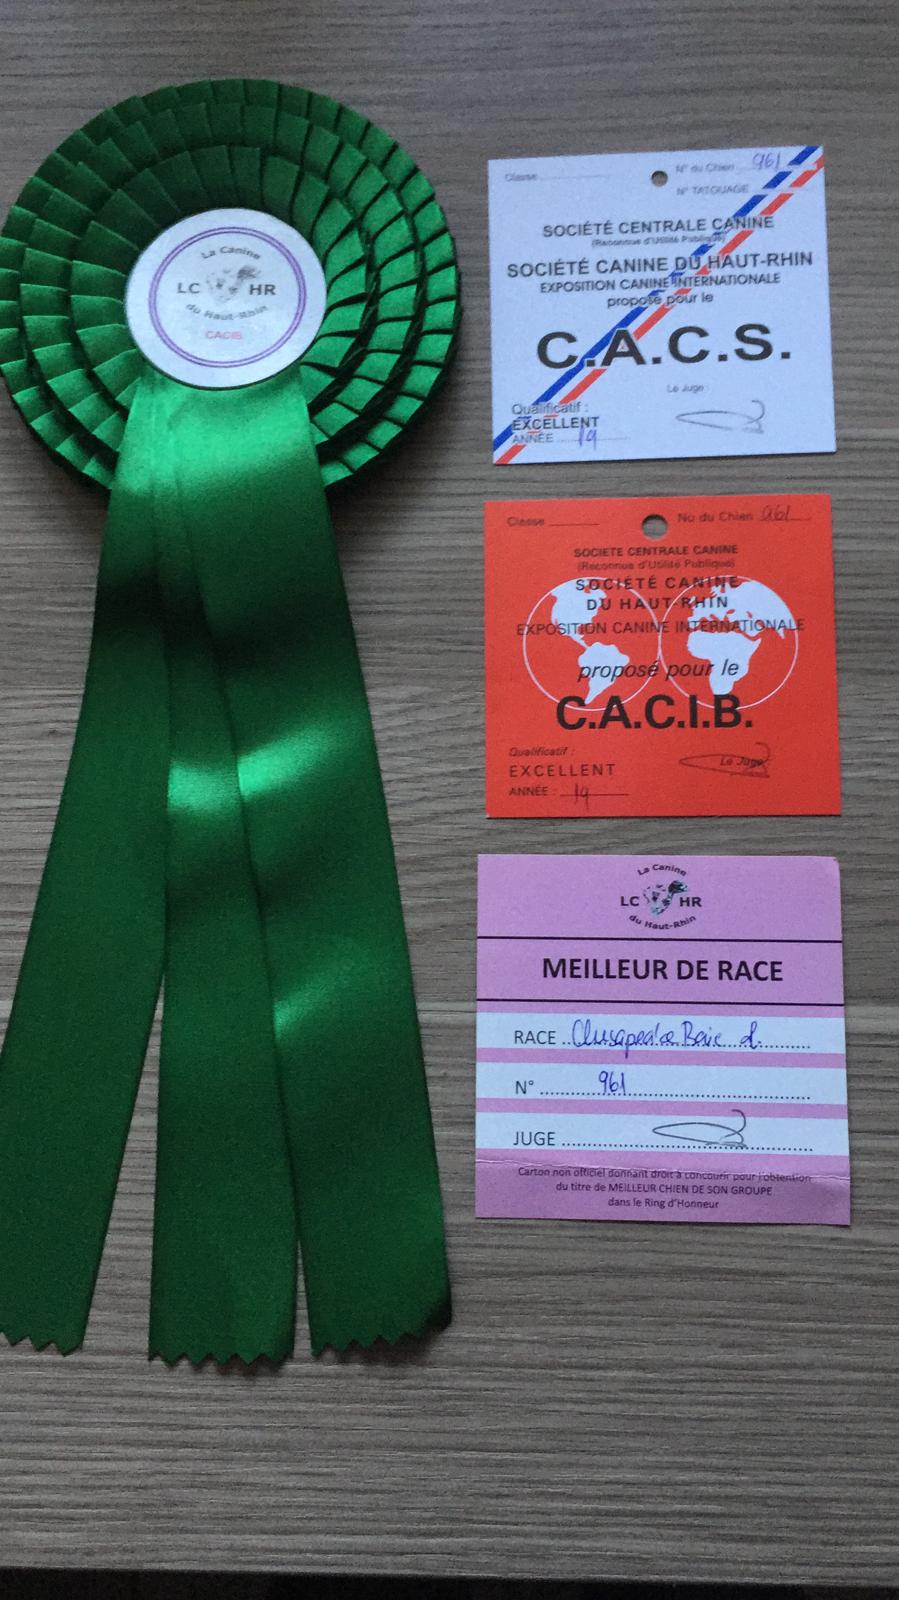 La Canine
LC HR
du Haut-Rhin
CACIB
Classe
N° du Chien 961
N° TATOUAGE
SOCIÉTÉ CENTRALE CANINE
(Reconnue d'Utilité Publique)
SOCIÉTÉ CANINE DU HAUT-RHIN
EXPOSITION CANINE INTERNATIONALE
proposé pour le
C.A.C.S.
Le Juge :
Qualificatif :
EXCELLENT
ANNÉE 19
Classe
No du Chien 961
SOCIETE CENTRALE CANINE
(Reconnue d'Utilité Publique)
SOCIÉTÉ CANINE
DU HAUT-RHIN
EXPOSITION CANINE INTERNATIONALE
proposé pour le
C.A.C.I.B.
Qualificatif :
EXCELLENT
Le Juge
ANNÉE : 19
La Canine
LC HR
du Haut-Rhin
MEILLEUR DE RACE
RACE
N° 961
JUGE
Carton non officiel donnant droit à concourir pour l'obtention
du titre de MEILLEUR CHIEN DE SON GROUPE
dans le Ring d'Honneur